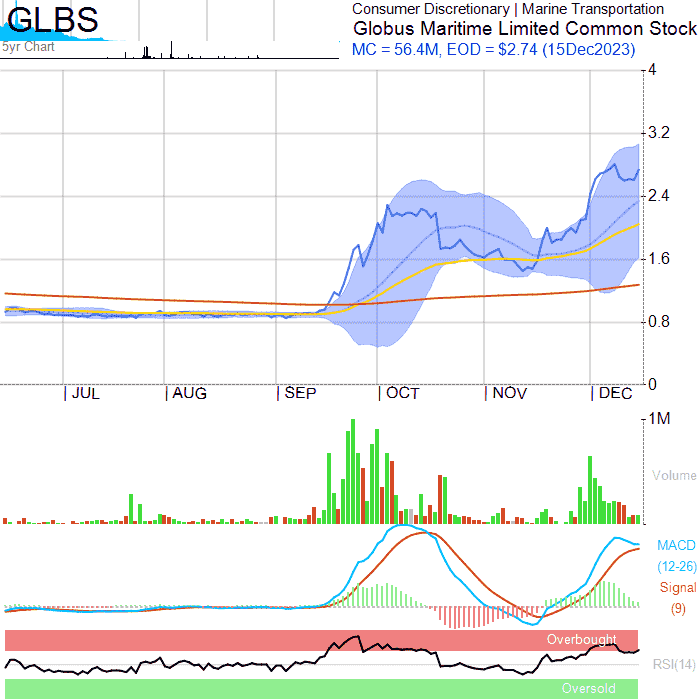 GLBS
5yr Chart
Consumer Discretionary | Marine Transportation
Globus Maritime Limited Common Stock
MC = 56.4M, EOD = $2.74 (15Dec2023)
4
3.2
2.4
1.6
0.8
0
JUL AUG SEP OCT NOV DEC
1M
Volume
MACD
(12-26)
Signal
(9)
Overbought
RSI(14)
Oversold